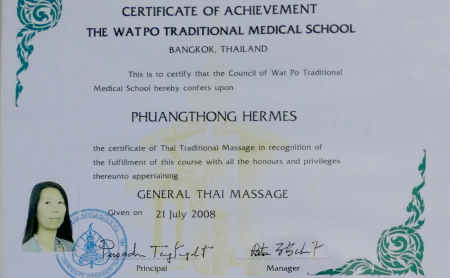 CERTIFICATE OF ACHIEVEMENT
THE WAT PO TRADITIONAL MEDICAL SCHOOL
BANGKOK, THAILAND
This is to certify that the Council of Wat Po Traditional
Medical School hereby confers upon
PHUANGTHONG HERMES
the certificate of Thai Traditional Massage in recognition of
the fulfillment of this course with all the honours and privileges
thereunto appertaining
GENERAL THAI MASSAGE
Given on 21 July 2008
Principal
Manager